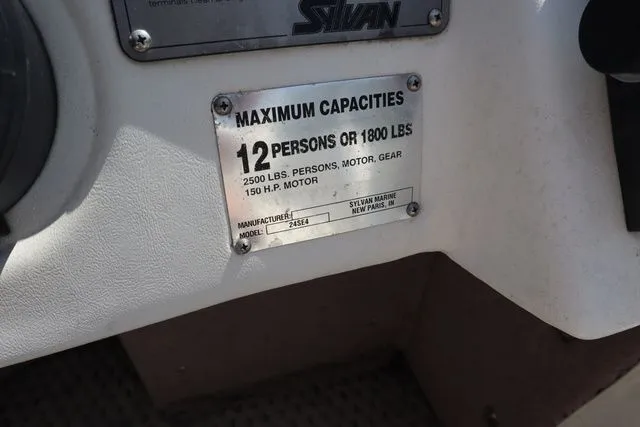 SYLVAN
MAXIMUM CAPACITIES
12 PERSONS OR 1800 LBS
2500 LBS. PERSONS, MOTOR, GEAR
150 H.P. MOTOR
MANUFACTURER: SYLVAN MARINE
NEW PARIS, IN
MODEL: 24SE4